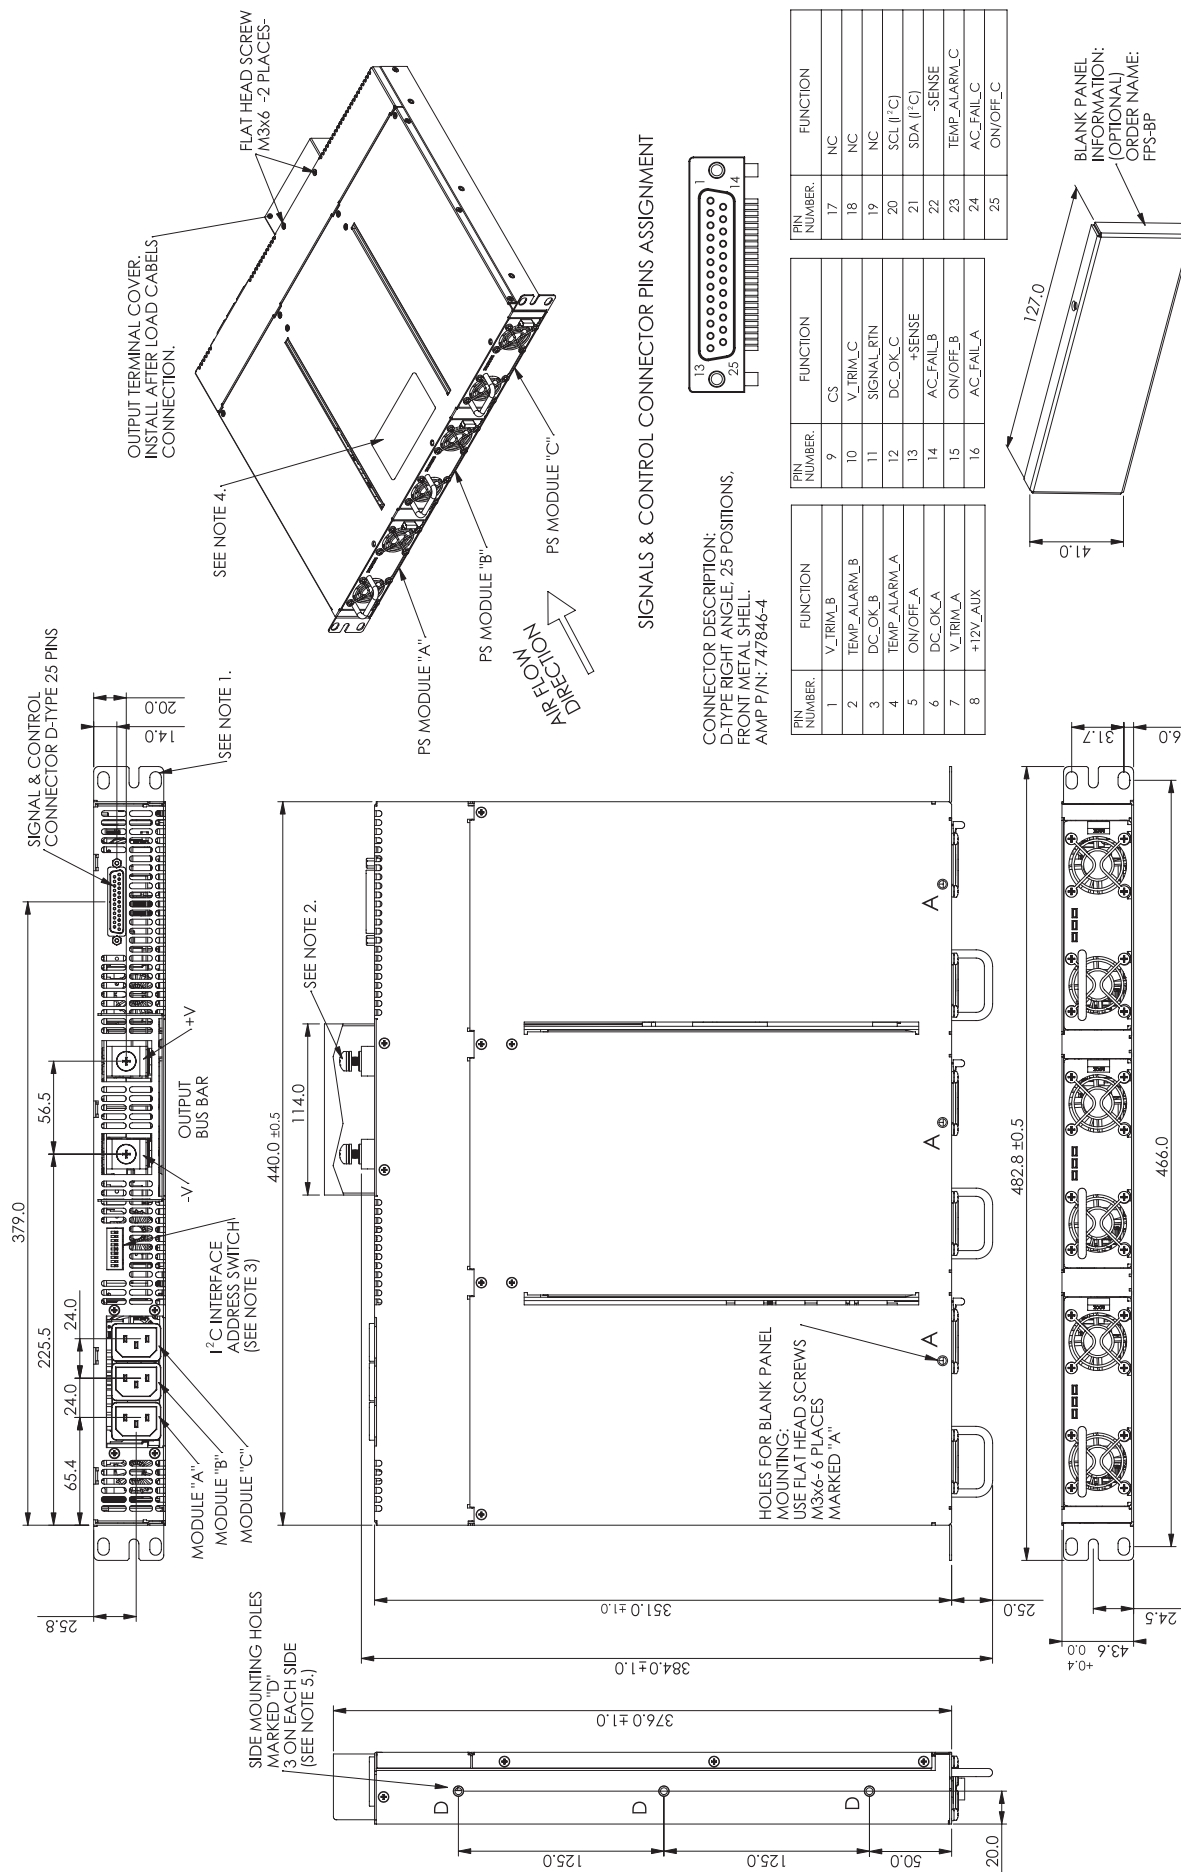 SIGNAL & CONTROL
CONNECTOR D-TYPE 25 PINS
379.0
225.5
56.5
65.4
24.0
24.0
25.8
14.0
20.0
SEE NOTE 1.
MODULE "A"
MODULE "B"
MODULE "C"
I²C INTERFACE
ADDRESS SWITCH
(SEE NOTE 3)
-V
OUTPUT
BUS BAR
+V
OUTPUT TERMINAL COVER.
INSTALL AFTER LOAD CABELS
CONNECTION.
FLAT HEAD SCREW
M3x6 -2 PLACES-
SEE NOTE 4.
PS MODULE "A"
PS MODULE "B"
PS MODULE "C"
AIR FLOW
DIRECTION
SIDE MOUNTING HOLES
MARKED "D"
3 ON EACH SIDE
(SEE NOTE 5.)
376.0 ±1.0
D
D
D
125.0
125.0
50.0
20.0
440.0 ±0.5
114.0
SEE NOTE 2.
384.0 ±1.0
351.0 ±1.0
25.0
HOLES FOR BLANK PANEL
MOUNTING:
USE FLAT HEAD SCREWS
M3x6- 6 PLACES
MARKED "A"
A
A
A
482.8 ±0.5
466.0
43.6 +0.4 0.0
24.5
31.7
6.0
SIGNALS & CONTROL CONNECTOR PINS ASSIGNMENT
13
1
25
14
CONNECTOR DESCRIPTION:
D-TYPE RIGHT ANGLE, 25 POSITIONS,
FRONT METAL SHELL.
AMP P/N: 747846-4
PIN NUMBER. FUNCTION
1 V_TRIM_B
2 TEMP_ALARM_B
3 DC_OK_B
4 TEMP_ALARM_A
5 ON/OFF_A
6 DC_OK_A
7 V_TRIM_A
8 +12V_AUX
PIN NUMBER. FUNCTION
9 CS
10 V_TRIM_C
11 SIGNAL_RTN
12 DC_OK_C
13 +SENSE
14 AC_FAIL_B
15 ON/OFF_B
16 AC_FAIL_A
PIN NUMBER. FUNCTION
17 NC
18 NC
19 NC
20 SCL (I²C)
21 SDA (I²C)
22 -SENSE
23 TEMP_ALARM_C
24 AC_FAIL_C
25 ON/OFF_C
127.0
41.0
BLANK PANEL
INFORMATION:
(OPTIONAL)
ORDER NAME:
FPS-BP